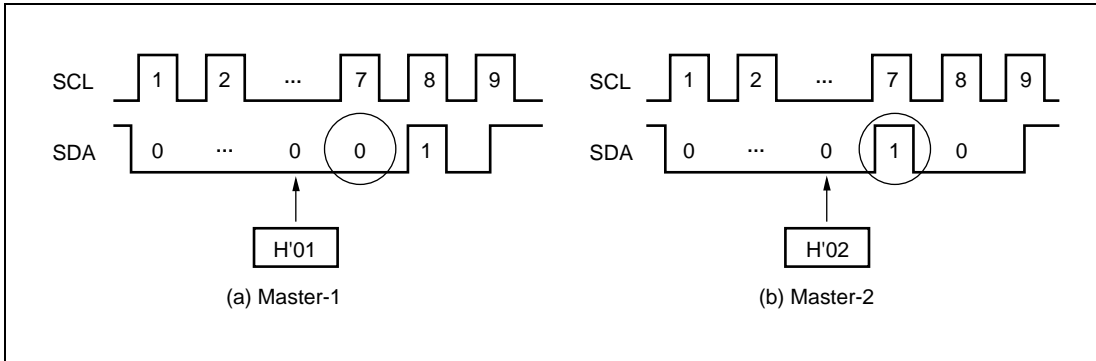 SCL 1 2 ... 7 8 9
SDA 0 ... 0 0 1
H'01
(a) Master-1
SCL 1 2 ... 7 8 9
SDA 0 ... 0 1 0
H'02
(b) Master-2